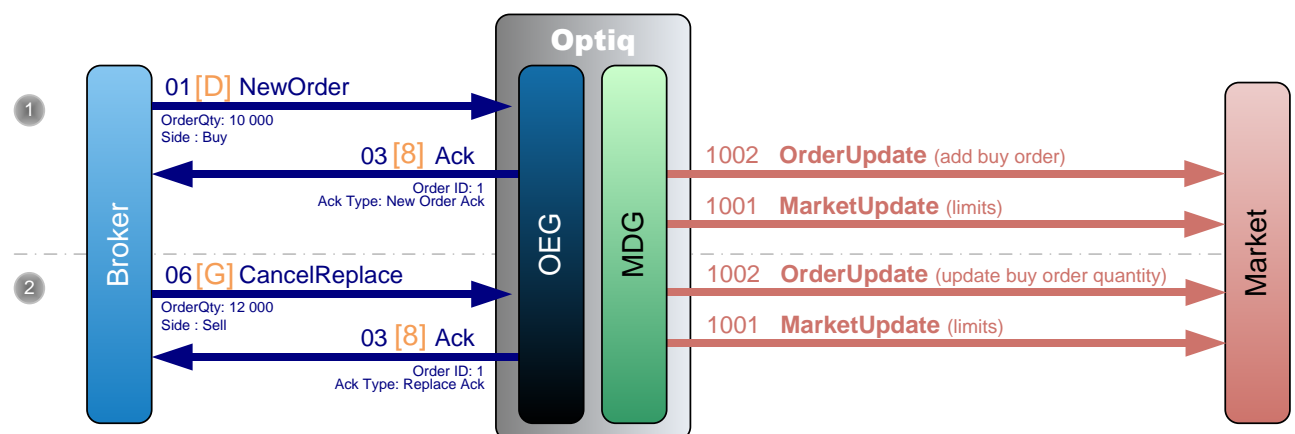 Optiq
1
01 [D] NewOrder
OrderQty: 10 000
Side : Buy
03 [8] Ack
Order ID: 1
Ack Type: New Order Ack
1002 OrderUpdate (add buy order)
1001 MarketUpdate (limits)
Broker
OEG
MDG
Market
2
06 [G] CancelReplace
OrderQty: 12 000
Side : Sell
03 [8] Ack
Order ID: 1
Ack Type: Replace Ack
1002 OrderUpdate (update buy order quantity)
1001 MarketUpdate (limits)